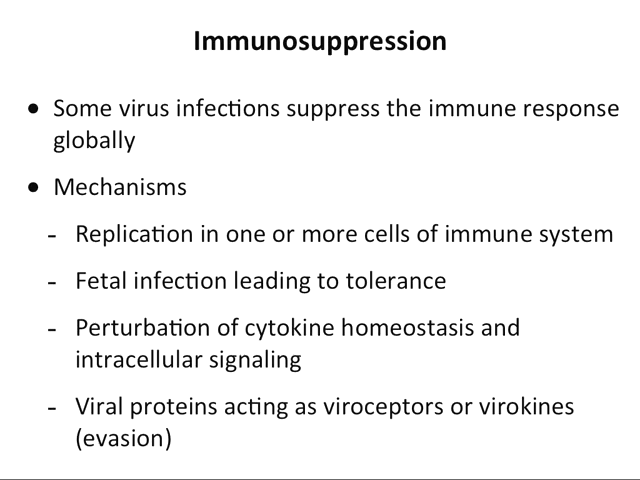 Immunosuppression
• Some virus infections suppress the immune response
globally
• Mechanisms
- Replication in one or more cells of immune system
- Fetal infection leading to tolerance
- Perturbation of cytokine homeostasis and
intracellular signaling
- Viral proteins acting as viroceptors or virokines
(evasion)